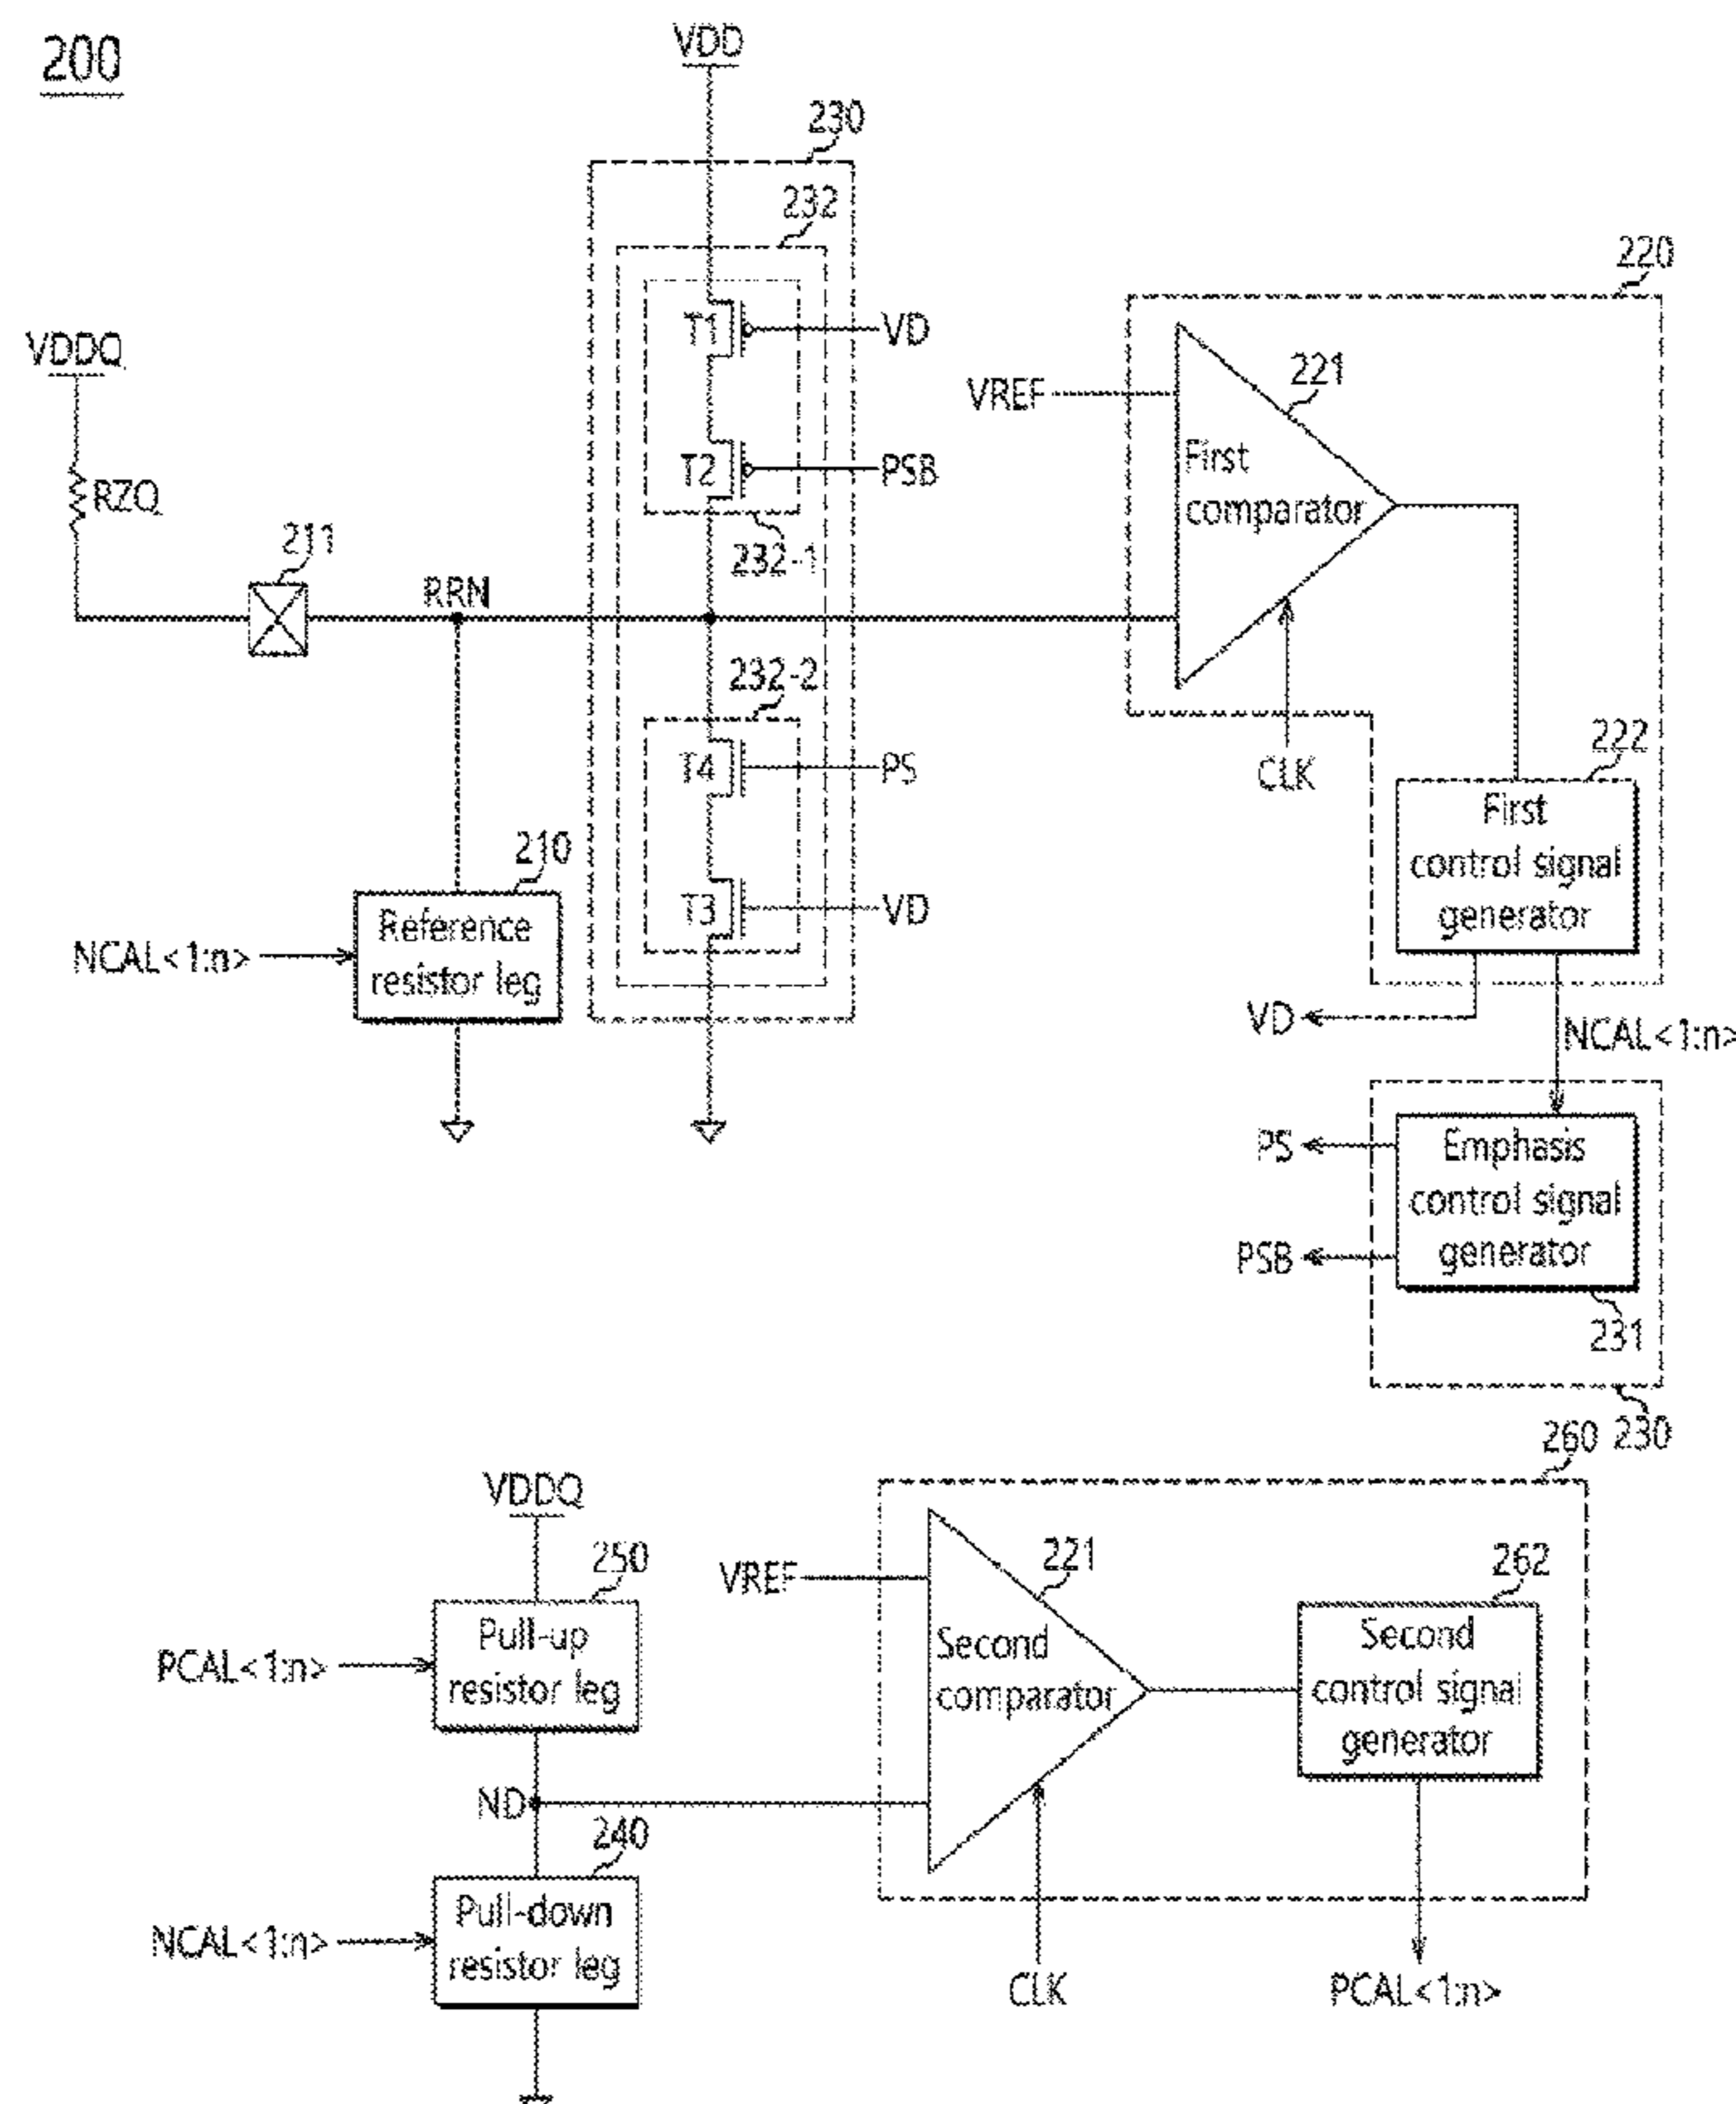 200
VDD
230
232
T1
VD
T2
PSB
232-1
VDDQ
RZQ
211
RRN
232-2
T4
PS
T3
VD
210
Reference
resistor leg
NCAL<1:n>
220
VREF
221
First
comparator
CLK
222
First
control signal
generator
VD
NCAL<1:n>
PS
Emphasis
control signal
generator
PSB
231
230
260
VDDQ
250
Pull-up
resistor leg
PCAL<1:n>
ND
240
Pull-down
resistor leg
NCAL<1:n>
VREF
221
Second
comparator
CLK
262
Second
control signal
generator
PCAL<1:n>